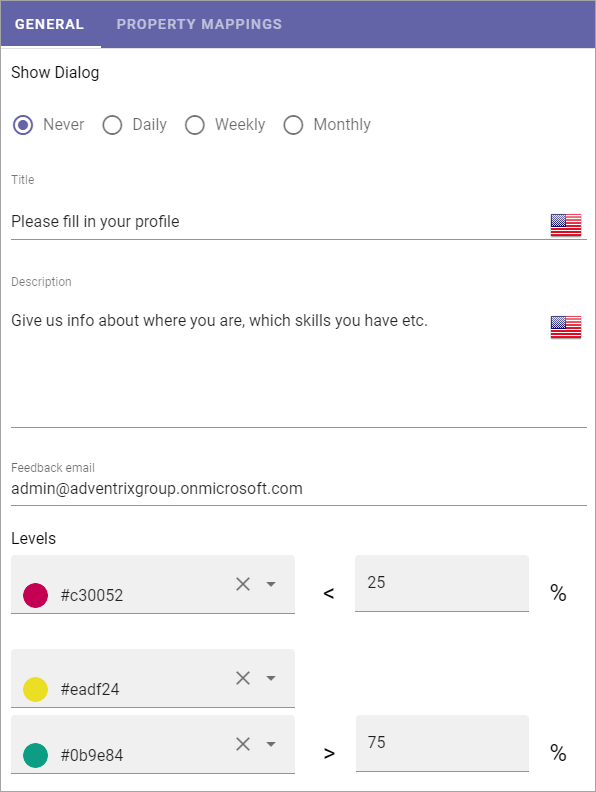 GENERAL PROPERTY MAPPINGS
Show Dialog
Never Daily Weekly Monthly
Title
Please fill in your profile
Description
Give us info about where you are, which skills you have etc.
Feedback email
admin@adventrixgroup.onmicrosoft.com
Levels
#c30052 < 25 %
#eadf24
#0b9e84 > 75 %